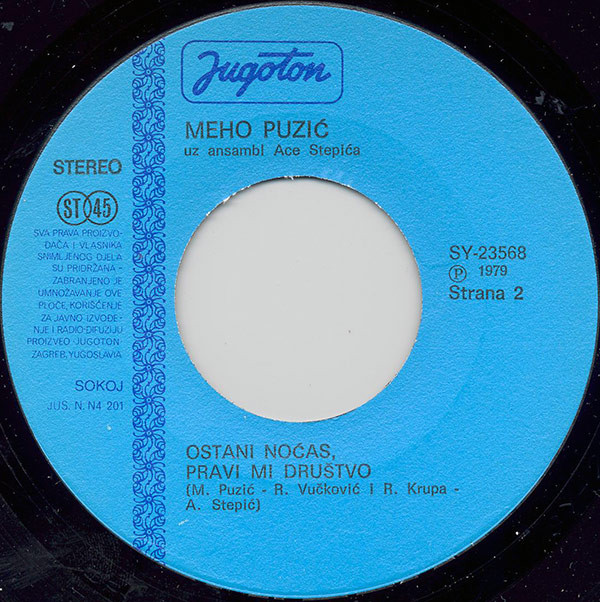 Jugoton
MEHO PUZIĆ
uz ansambl Ace Stepića
STEREO
ST 45
SVA PRAVA PROIZVO-
ĐAČA I VLASNIKA
SNIMLJENOG DJELA
SU PRIDRŽANA -
ZABRANJENO JE
UMNOŽAVANJE OVE
PLOČE, KORIŠĆENJE
ZA JAVNO IZVOĐE-
NJE I RADIO-DIFUZIJU
PROIZVEO JUGOTON-
ZAGREB, YUGOSLAVIA
SOKOJ
JUS. N. N4 201
SY-23568
Ⓟ 1979
Strana 2
OSTANI NOĆAS,
PRAVI MI DRUŠTVO
(M. Puzić - R. Vučković i R. Krupa -
A. Stepić)